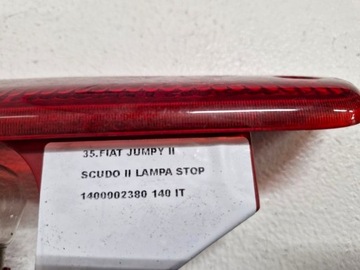 35.FIAT JUMPY II
SCUDO II LAMPA STOP
1400002380 140 IT